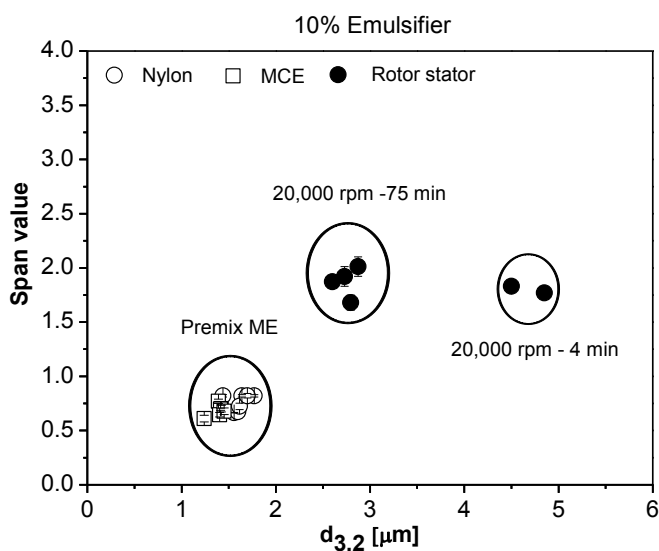 10% Emulsifier
4.0
Nylon MCE Rotor stator
3.5
3.0
20,000 rpm -75 min
2.5
Span value
2.0
1.5
Premix ME
20,000 rpm - 4 min
1.0
0.5
0.0
0 1 2 3 4 5 6
d3,2 [μm]